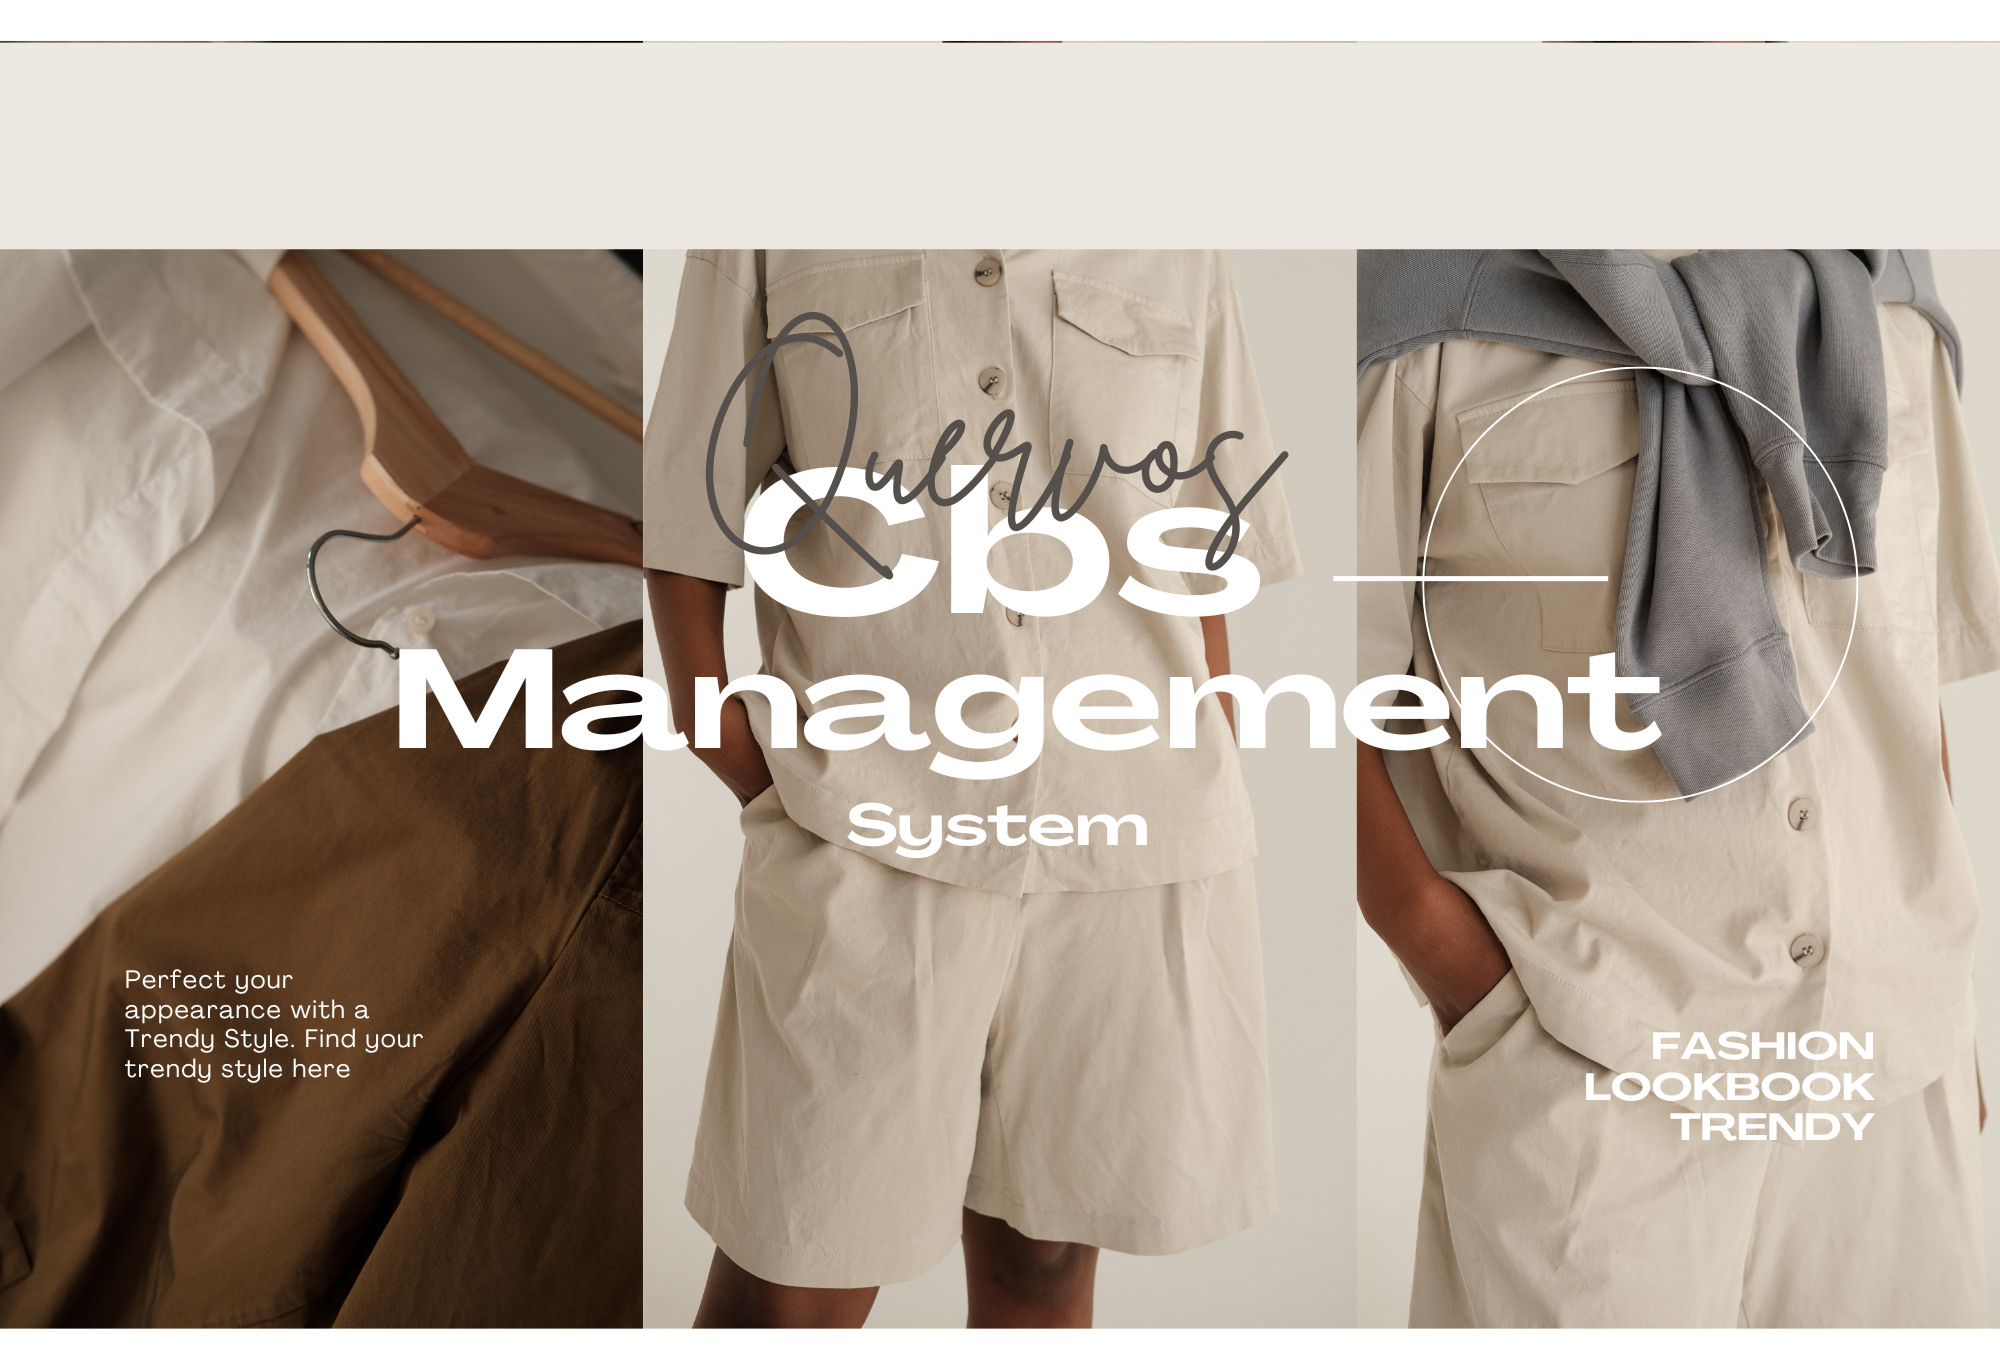 Quervos
Cbs
Management
System
Perfect your
appearance with a
Trendy Style. Find your
trendy style here
FASHION
LOOKBOOK
TRENDY